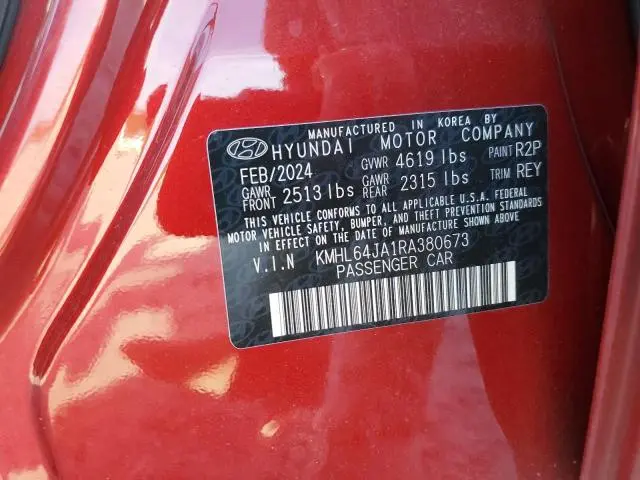 MANUFACTURED IN KOREA BY
HYUNDAI MOTOR COMPANY
FEB/2024 GVWR 4619 lbs PAINT R2P
GAWR FRONT 2513 lbs GAWR REAR 2315 lbs TRIM REY
THIS VEHICLE CONFORMS TO ALL APPLICABLE U.S.A. FEDERAL
MOTOR VEHICLE SAFETY, BUMPER, AND THEFT PREVENTION STANDARDS
IN EFFECT ON THE DATE OF MANUFACTURE SHOWN ABOVE.
V.I.N KMHL64JA1RA380673
PASSENGER CAR